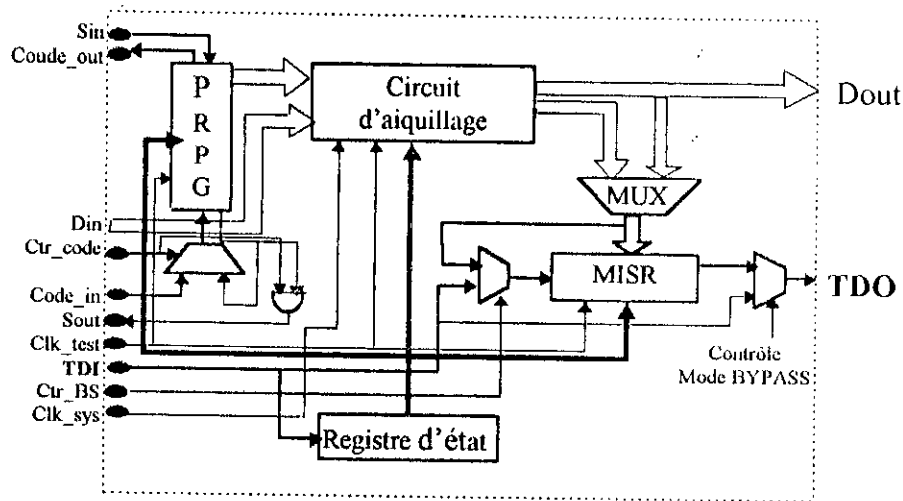 Sin
Coude_out
P
R
P
G
Circuit
d'aiquillage
Dout
MUX
Din
Ctr_code
Code_in
Sout
Clk_test
TDI
Ctr_BS
Clk_sys
MISR
TDO
Contrôle
Mode BYPASS
Registre d'état